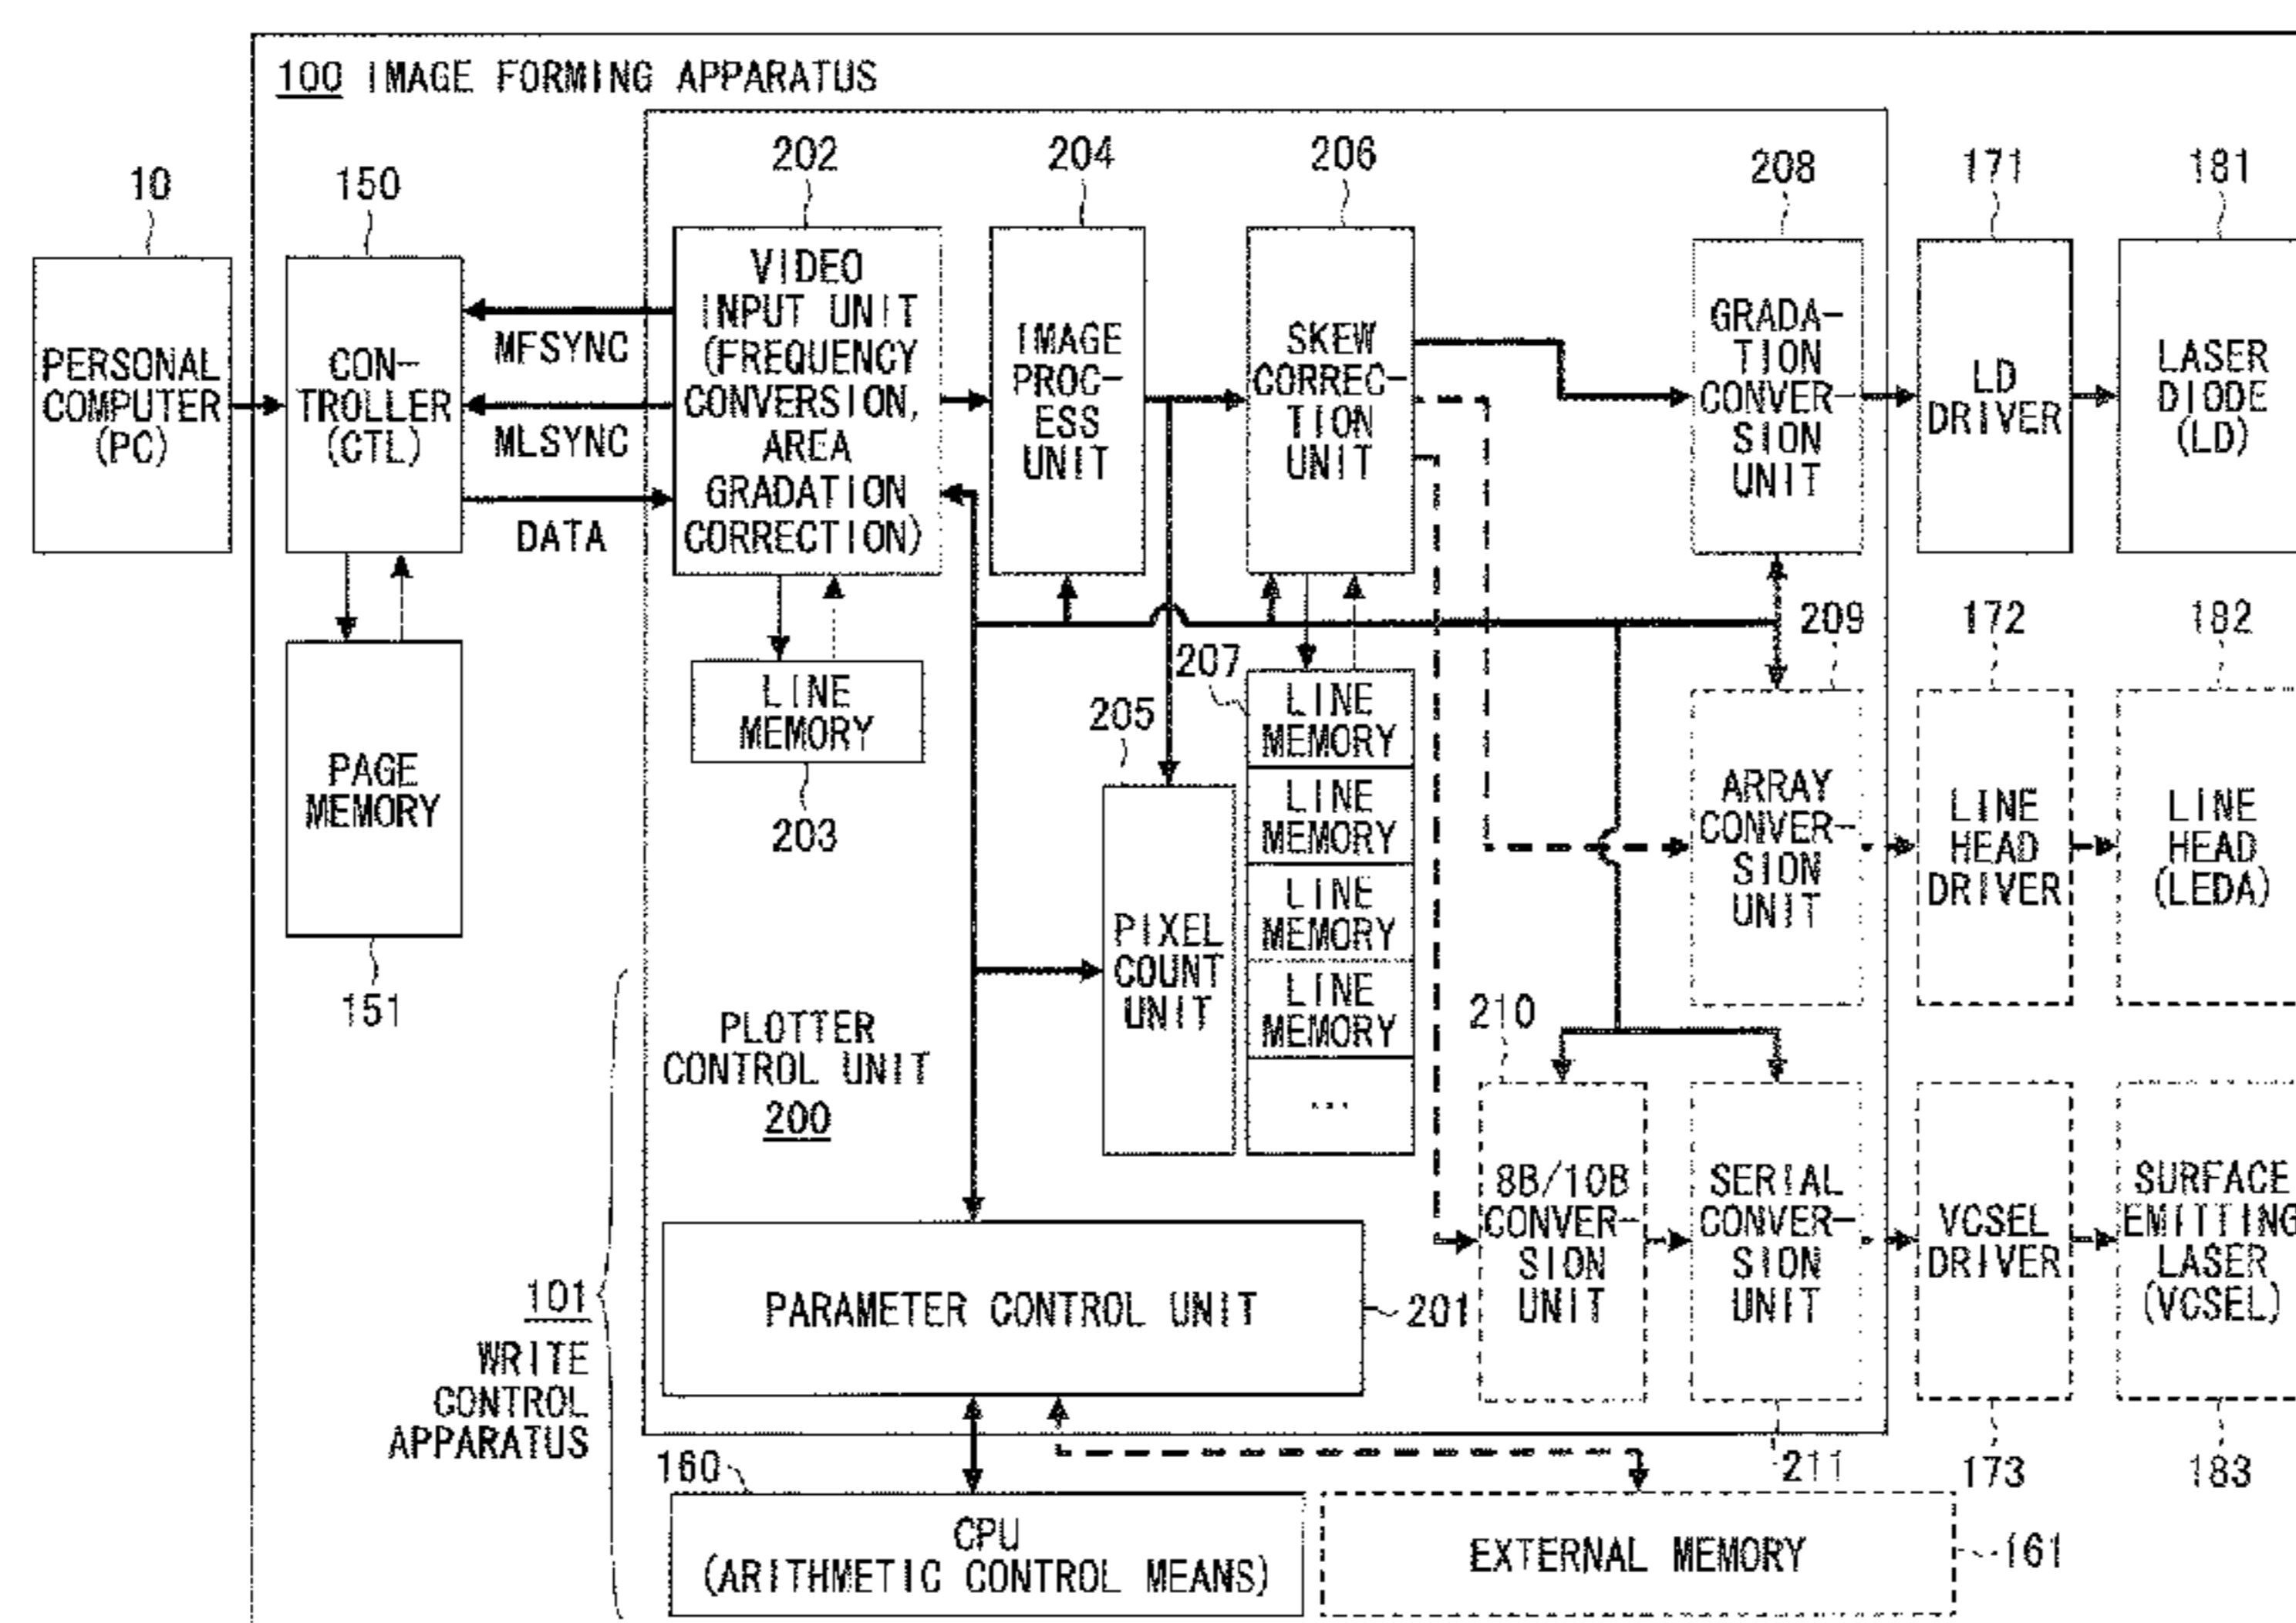 100 IMAGE FORMING APPARATUS
10
150
202
204
206
208
171
181
PERSONAL
COMPUTER
(PC)
CON-
TROLLER
(CTL)
MFSYNC
MLSYNC
DATA
VIDEO
INPUT UNIT
(FREQUENCY
CONVERSION,
AREA
GRADATION
CORRECTION)
IMAGE
PROC-
ESS
UNIT
SKEW
CORREC-
TION
UNIT
GRADA-
TION
CONVER-
SION
UNIT
LD
DRIVER
LASER
DIODE
(LD)
PAGE
MEMORY
151
LINE
MEMORY
203
205
PIXEL
COUNT
UNIT
207
LINE
MEMORY
LINE
MEMORY
LINE
MEMORY
LINE
MEMORY
...
209
172
182
ARRAY
CONVER-
SION
UNIT
LINE
HEAD
DRIVER
LINE
HEAD
(LEDA)
PLOTTER
CONTROL UNIT
200
210
8B/10B
CONVER-
SION
UNIT
SERIAL
CONVER-
SION
UNIT
VCSEL
DRIVER
SURFACE
EMITTING
LASER
(VCSEL)
PARAMETER CONTROL UNIT
201
101
WRITE
CONTROL
APPARATUS
211
173
183
160
CPU
(ARITHMETIC CONTROL MEANS)
EXTERNAL MEMORY
161